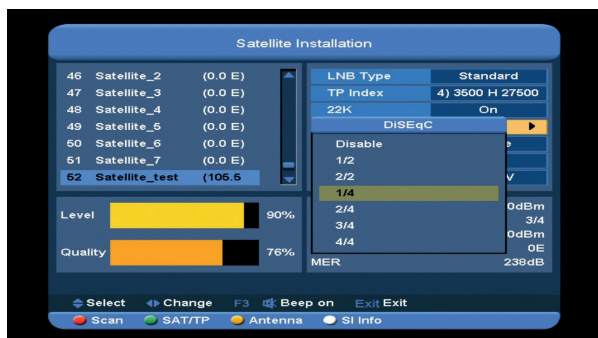 Satellite Installation
46 Satellite_2 (0.0 E)
47 Satellite_3 (0.0 E)
48 Satellite_4 (0.0 E)
49 Satellite_5 (0.0 E)
50 Satellite_6 (0.0 E)
51 Satellite_7 (0.0 E)
52 Satellite_test (105.5
LNB Type Standard
TP Index 4) 3500 H 27500
22K On
DiSEqC
Disable
1/2
2/2
1/4
2/4
3/4
4/4
e
V
Level 90%
Quality 76%
0dBm
3/4
0dBm
0E
MER 238dB
Select Change F3 Beep on Exit Exit
Scan SAT/TP Antenna SI Info